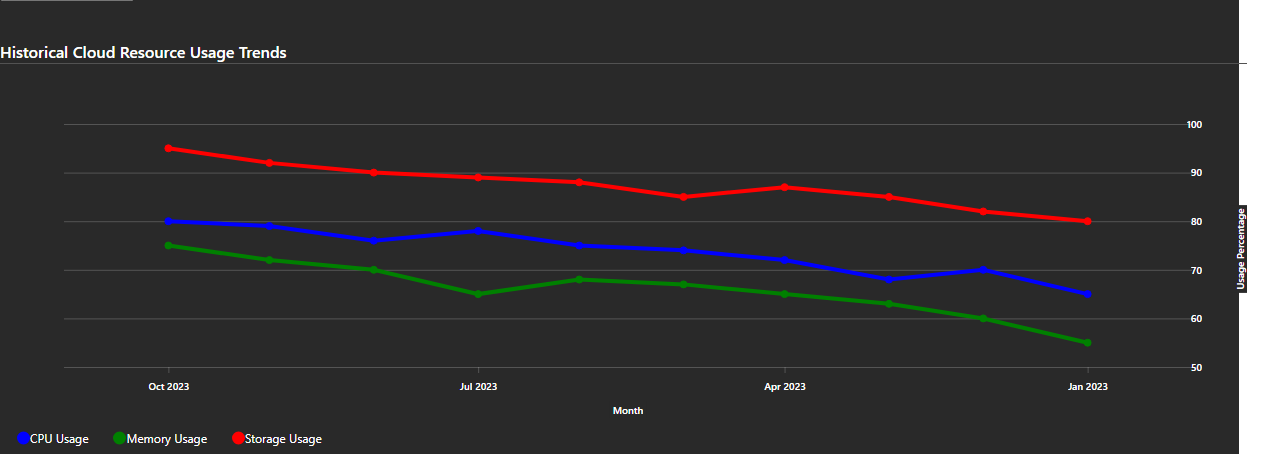 Historical Cloud Resource Usage Trends
100
90
80
70
60
50
Usage Percentage
Oct 2023
Jul 2023
Apr 2023
Jan 2023
Month
CPU Usage
Memory Usage
Storage Usage